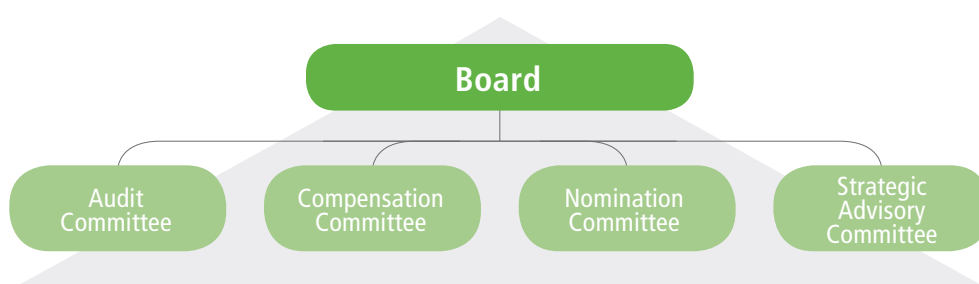 Board
Audit
Committee
Compensation
Committee
Nomination
Committee
Strategic
Advisory
Committee